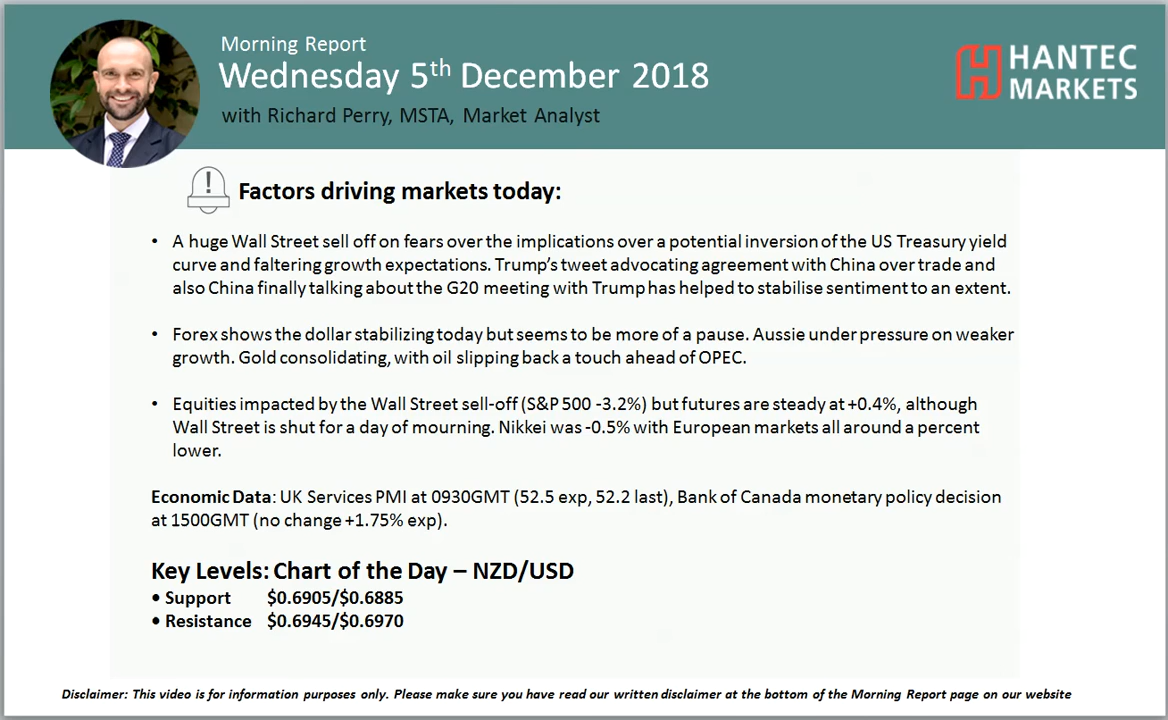 Morning Report
Wednesday 5th December 2018
with Richard Perry, MSTA, Market Analyst
HANTEC
MARKETS
Factors driving markets today:
• A huge Wall Street sell off on fears over the implications over a potential inversion of the US Treasury yield
curve and faltering growth expectations. Trump's tweet advocating agreement with China over trade and
also China finally talking about the G20 meeting with Trump has helped to stabilise sentiment to an extent.
• Forex shows the dollar stabilizing today but seems to be more of a pause. Aussie under pressure on weaker
growth. Gold consolidating, with oil slipping back a touch ahead of OPEC.
• Equities impacted by the Wall Street sell-off (S&P 500 -3.2%) but futures are steady at +0.4%, although
Wall Street is shut for a day of mourning. Nikkei was -0.5% with European markets all around a percent
lower.
Economic Data: UK Services PMI at 0930GMT (52.5 exp, 52.2 last), Bank of Canada monetary policy decision
at 1500GMT (no change +1.75% exp).
Key Levels: Chart of the Day – NZD/USD
• Support $0.6905/$0.6885
• Resistance $0.6945/$0.6970
Disclaimer: This video is for information purposes only. Please make sure you have read our written disclaimer at the bottom of the Morning Report page on our website